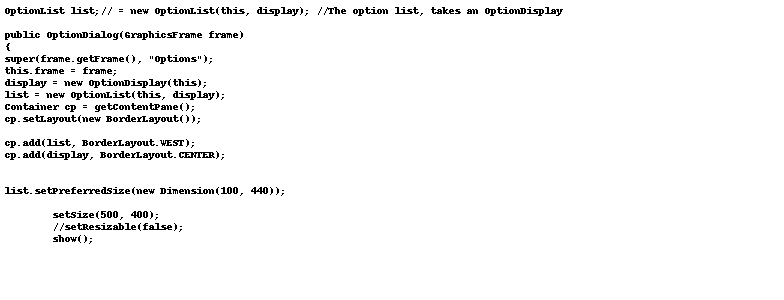 OptionList list;// = new OptionList(this, display); //The option list, takes an OptionDisplay
public OptionDialog(GraphicsFrame frame)
{
super(frame.getFrame(), "Options");
this.frame = frame;
display = new OptionDisplay(this);
list = new OptionList(this, display);
Container cp = getContentPane();
cp.setLayout(new BorderLayout());
cp.add(list, BorderLayout.WEST);
cp.add(display, BorderLayout.CENTER);
list.setPreferredSize(new Dimension(100, 440));
setSize(500, 400);
//setResizable(false);
show();